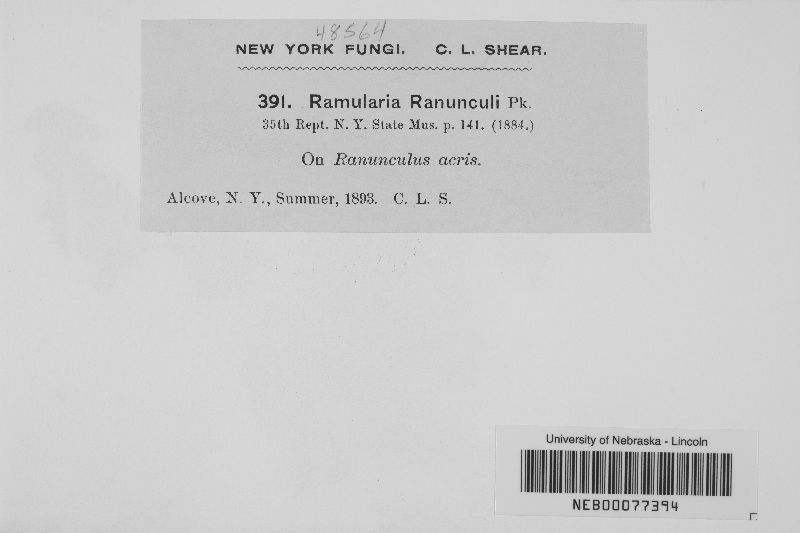 48564
NEW YORK FUNGI. C. L. SHEAR.
391. Ramularia Ranunculi Pk.
35th Rept. N. Y. State Mus. p. 141. (1884.)
On Ranunculus acris.
Alcove, N. Y., Summer, 1893. C. L. S.
University of Nebraska - Lincoln
NEB00077394